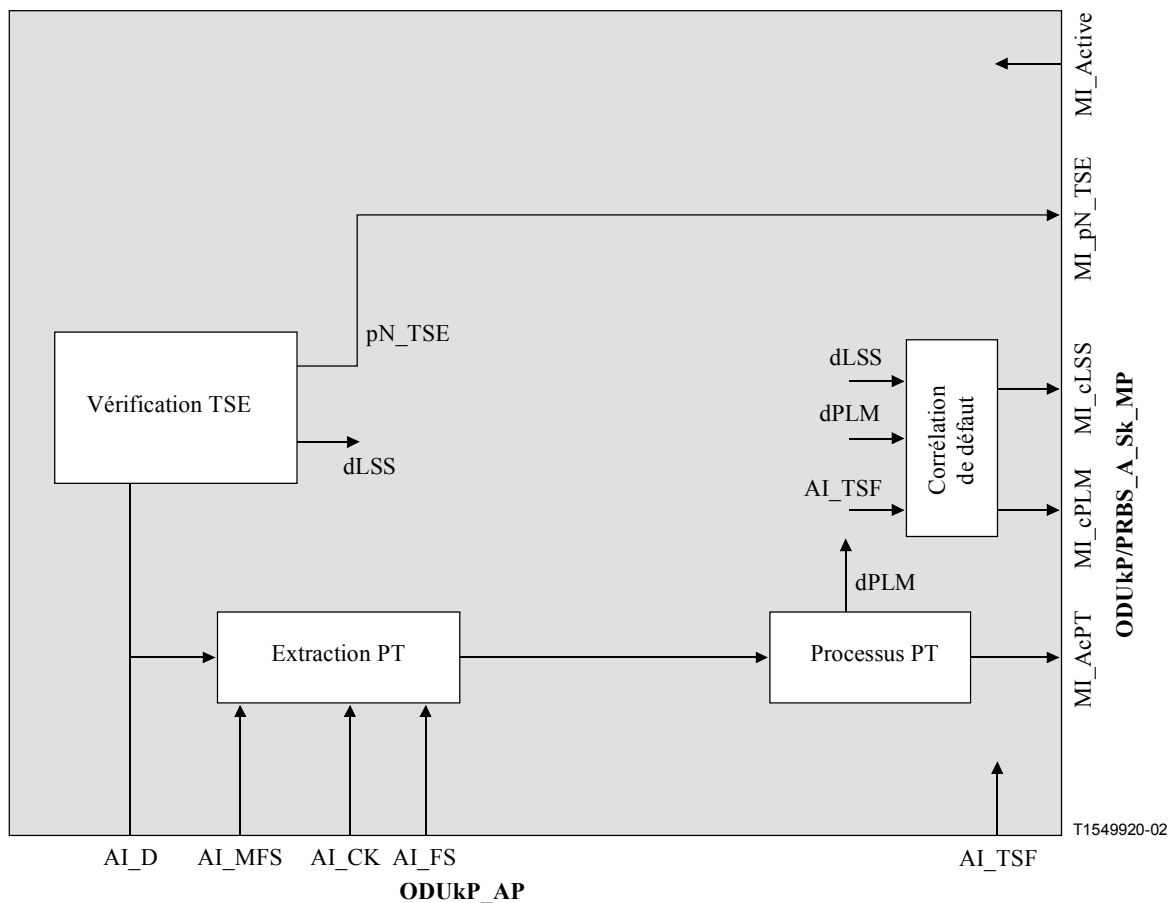 MI_Active
MI_pN_TSE
pN_TSE
Vérification TSE
dLSS
dLSS
dPLM
AI_TSF
Corrélation
de défaut
MI_cLSS
MI_cPLM
ODUkP/PRBS_A_Sk_MP
dPLM
Extraction PT
Processus PT
MI_AcPT
T1549920-02
AI_D
AI_MFS
AI_CK
AI_FS
AI_TSF
ODUkP_AP